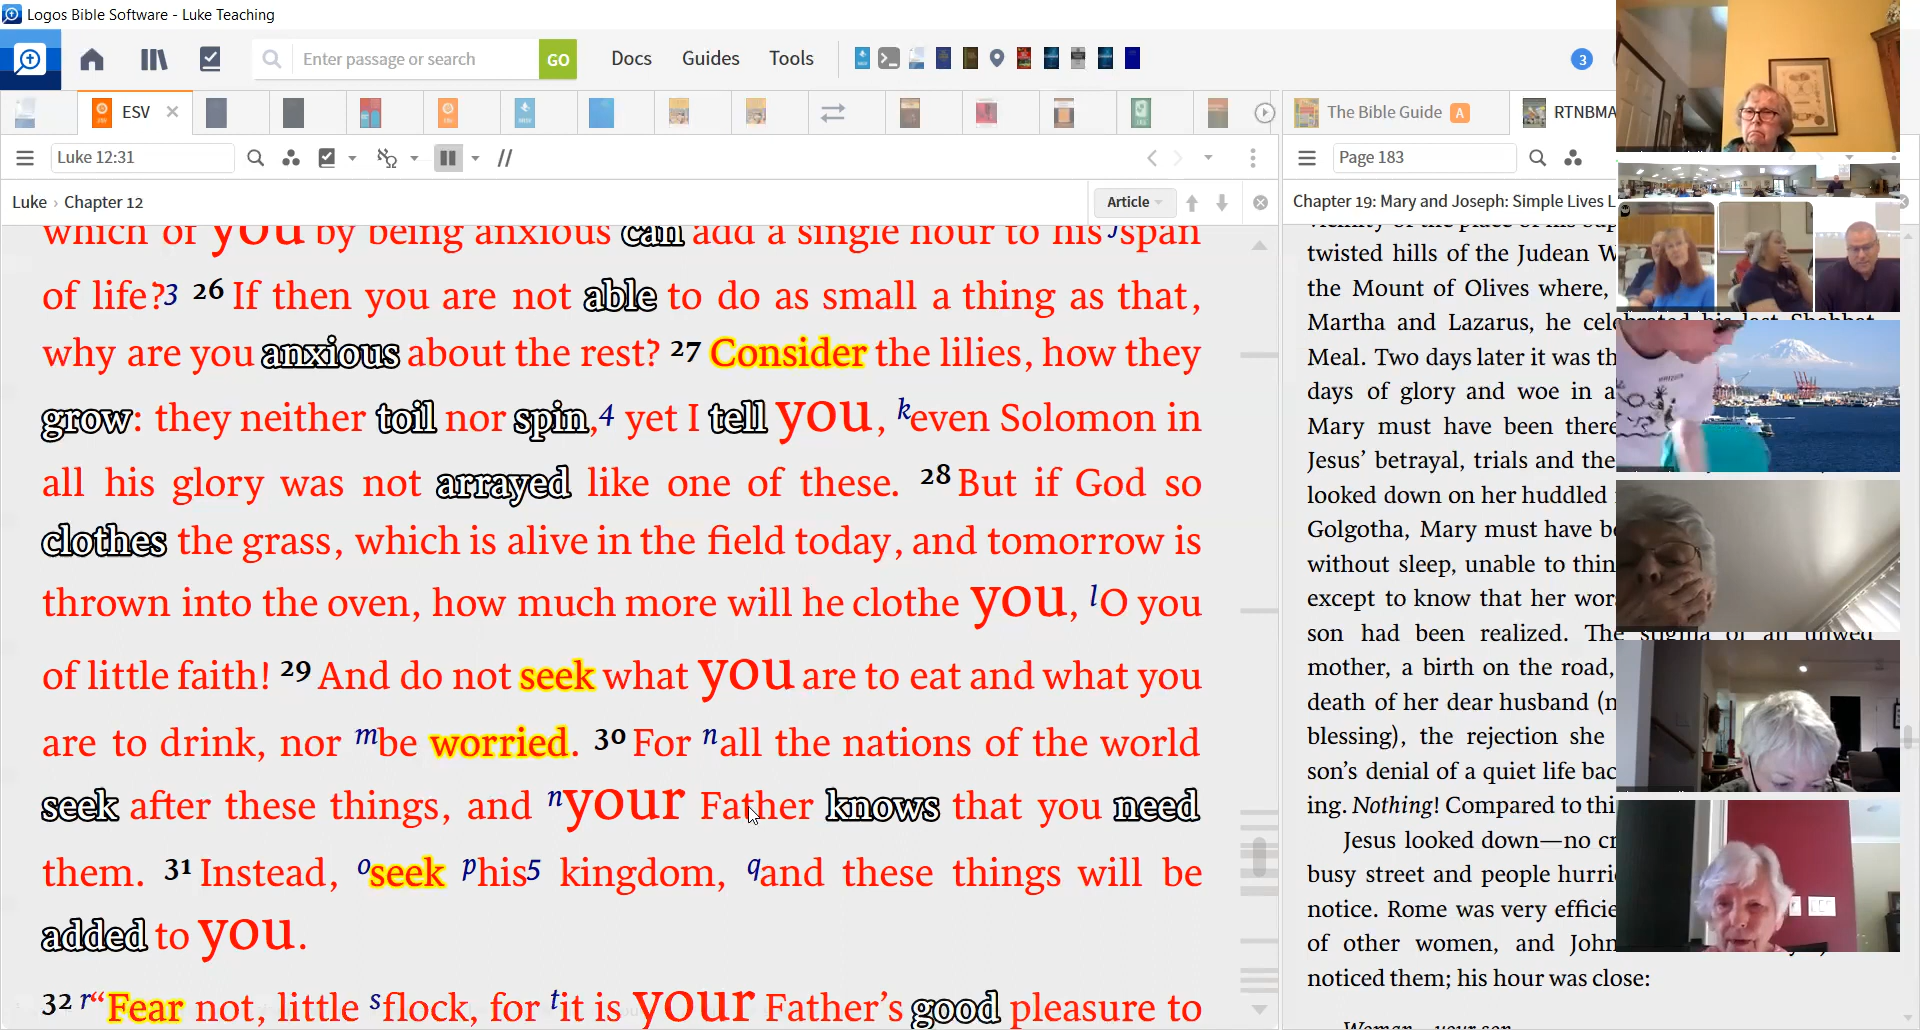 Logos Bible Software - Luke Teaching
Enter passage or search
GO
Docs
Guides
Tools
3
ESV
The Bible Guide
A
RTNBMA
Luke 12:31
Page 183
Luke › Chapter 12
Article
Chapter 19: Mary and Joseph: Simple Lives L
which of you by being anxious can add a single hour to his jspan
of life?3 26 If then you are not able to do as small a thing as that,
why are you anxious about the rest? 27 Consider the lilies, how they
grow: they neither toil nor spin,4 yet I tell you, keven Solomon in
all his glory was not arrayed like one of these. 28 But if God so
clothes the grass, which is alive in the field today, and tomorrow is
thrown into the oven, how much more will he clothe you, lO you
of little faith! 29 And do not seek what you are to eat and what you
are to drink, nor mbe worried. 30 For nall the nations of the world
seek after these things, and nyour Father knows that you need
them. 31 Instead, oseek phis5 kingdom, qand these things will be
added to you.
32 r“Fear not, little sflock, for tit is your Father’s good pleasure to
twisted hills of the Judean W
the Mount of Olives where,
Martha and Lazarus, he celebrated his last Shabbat
Meal. Two days later it was th
days of glory and woe in a
Mary must have been there
Jesus’ betrayal, trials and the
looked down on her huddled
Golgotha, Mary must have be
without sleep, unable to thin
except to know that her wor
son had been realized. The stigma of an unwed
mother, a birth on the road,
death of her dear husband (n
blessing), the rejection she
son’s denial of a quiet life bac
ing. Nothing! Compared to thi
Jesus looked down—no cr
busy street and people hurri
notice. Rome was very efficie
of other women, and John
noticed them; his hour was close:
Woman, your son